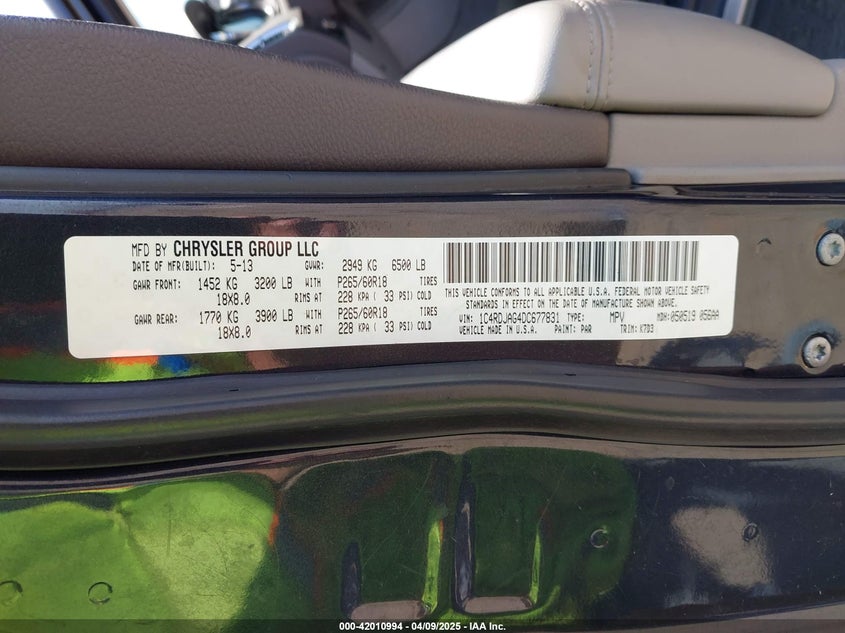 MFD BY CHRYSLER GROUP LLC
DATE OF MFR(BUILT): 5-13 GVWR: 2949 KG 6500 LB
GAWR FRONT: 1452 KG 3200 LB WITH P265/60R18 TIRES
18X8.0 RIMS AT 228 KPA ( 33 PSI) COLD
GAWR REAR: 1770 KG 3900 LB WITH P265/60R18 TIRES
18X8.0 RIMS AT 228 KPA ( 33 PSI) COLD
THIS VEHICLE CONFORMS TO ALL APPLICABLE U.S.A. FEDERAL MOTOR VEHICLE SAFETY
STANDARDS IN EFFECT ON THE DATE OF MANUFACTURE SHOWN ABOVE.
VIN: 1C4RDJAG4DC677831 TYPE: MPV MDH: 050519 056AA
VEHICLE MADE IN U.S.A. PAINT: PAR TRIM: K7D3
000-42010994 | 04/09/2025 - IAA Inc.